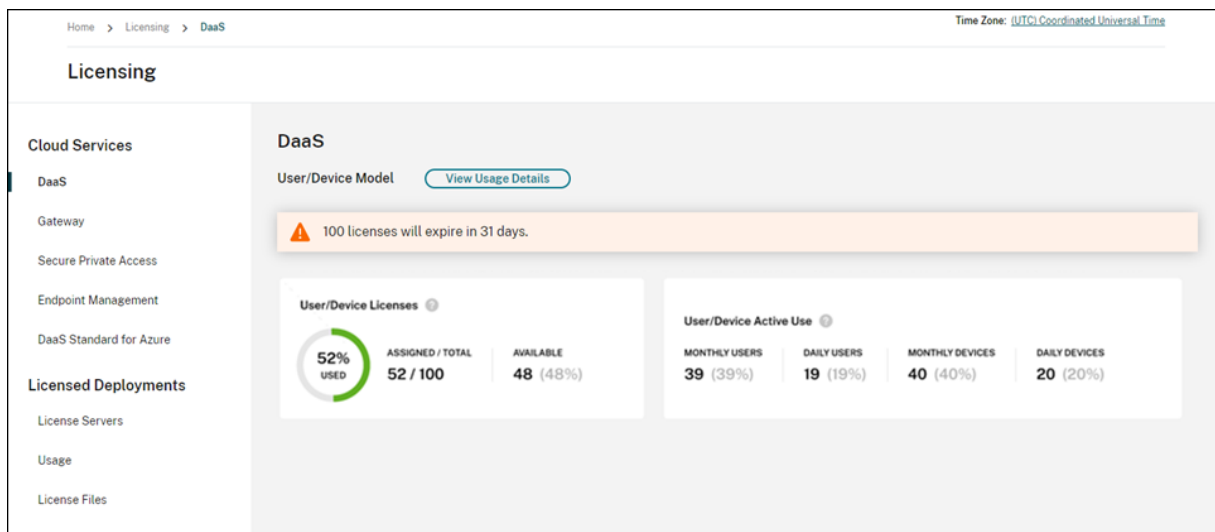 Home > Licensing > DaaS
Time Zone: (UTC) Coordinated Universal Time
Licensing
Cloud Services
DaaS
Gateway
Secure Private Access
Endpoint Management
DaaS Standard for Azure
Licensed Deployments
License Servers
Usage
License Files
DaaS
User/Device Model View Usage Details
100 licenses will expire in 31 days.
User/Device Licenses ?
52%
USED
ASSIGNED / TOTAL
52 / 100
AVAILABLE
48 (48%)
User/Device Active Use ?
MONTHLY USERS
39 (39%)
DAILY USERS
19 (19%)
MONTHLY DEVICES
40 (40%)
DAILY DEVICES
20 (20%)